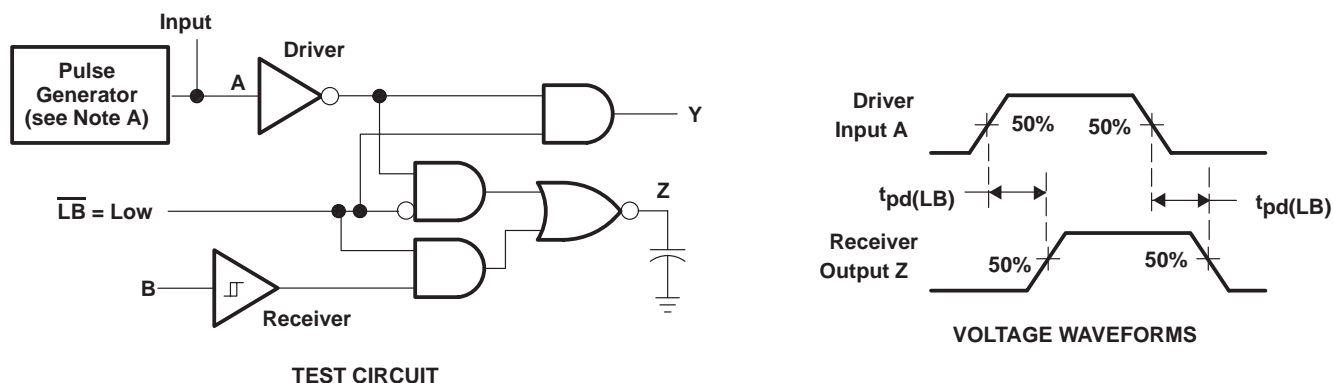 Input
Driver
Pulse
Generator
(see Note A)
A
Y
LB = Low
Z
B
Receiver
TEST CIRCUIT
Driver
Input A
50%
50%
tpd(LB)
tpd(LB)
Receiver
Output Z
50%
50%
VOLTAGE WAVEFORMS